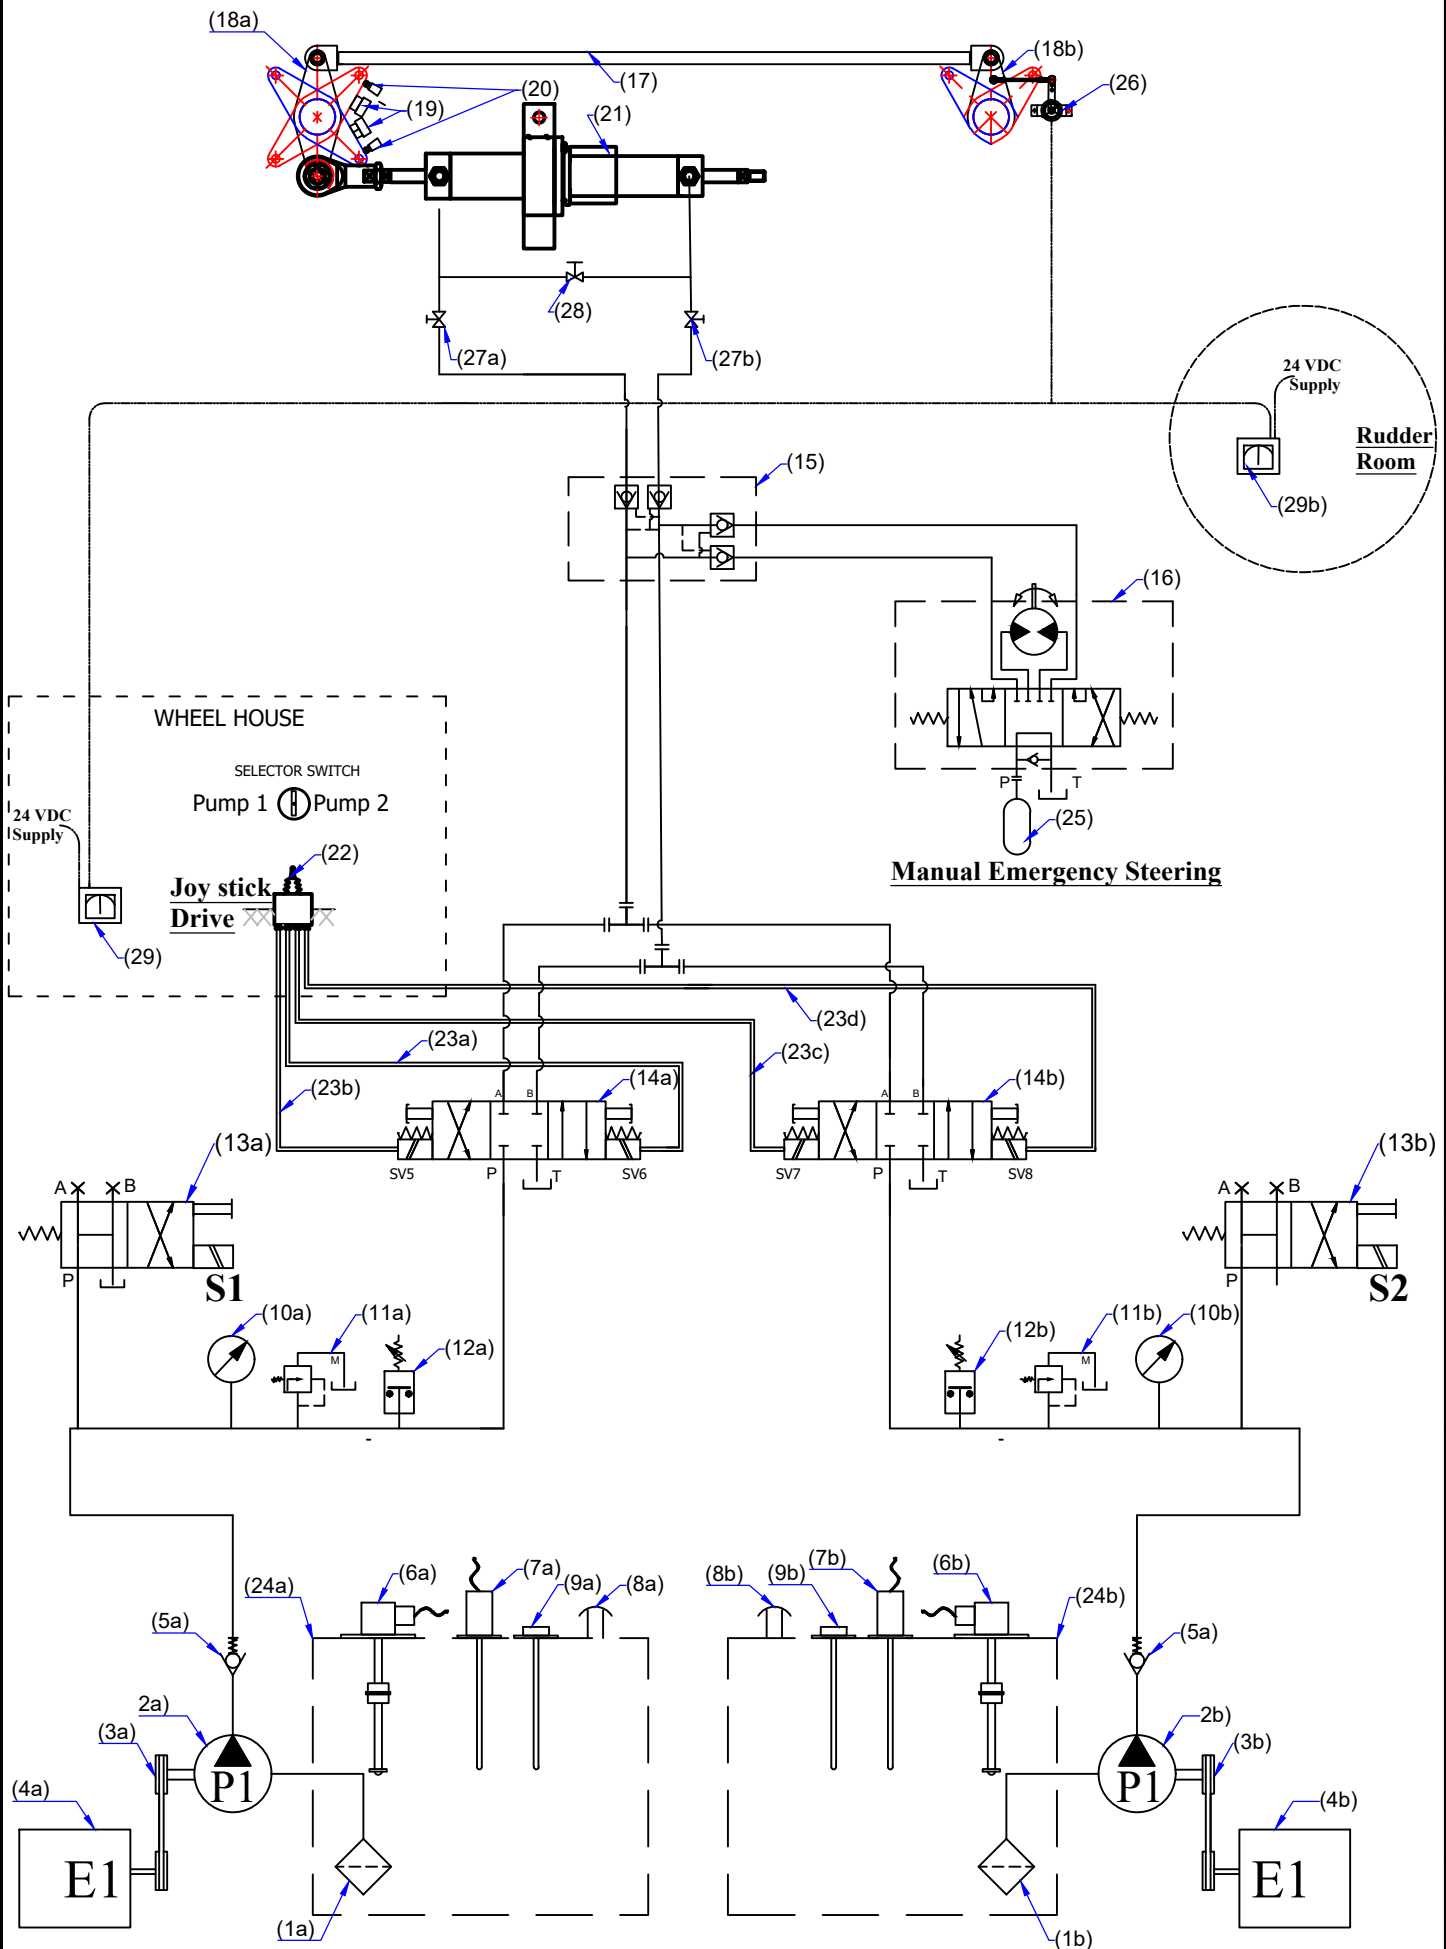 (18a)
(18b)
(17)
(20)
(19)
(21)
(26)
(28)
(27a)
(27b)
24 VDC
Supply
Rudder
Room
(29b)
(15)
(16)
WHEEL HOUSE
SELECTOR SWITCH
Pump 1 Pump 2
24 VDC
Supply
(22)
Joy stick
Drive
(29)
P T
(25)
Manual Emergency Steering
(23d)
(23a)
(23c)
(23b)
(14a)
(14b)
A B
A B
SV5 P T SV6
SV7 P T SV8
(13a)
(13b)
A B
A B
P
P
S1
S2
(10a)
(11a)
(12a)
(12b)
(11b)
(10b)
M
M
-
-
(24a)
(6a)
(7a)
(9a)
(8a)
(8b)
(9b)
(7b)
(6b)
(24b)
(5a)
(5a)
2a)
2b)
(3a)
(3b)
P1
P1
(4a)
(4b)
E1
E1
(1a)
(1b)